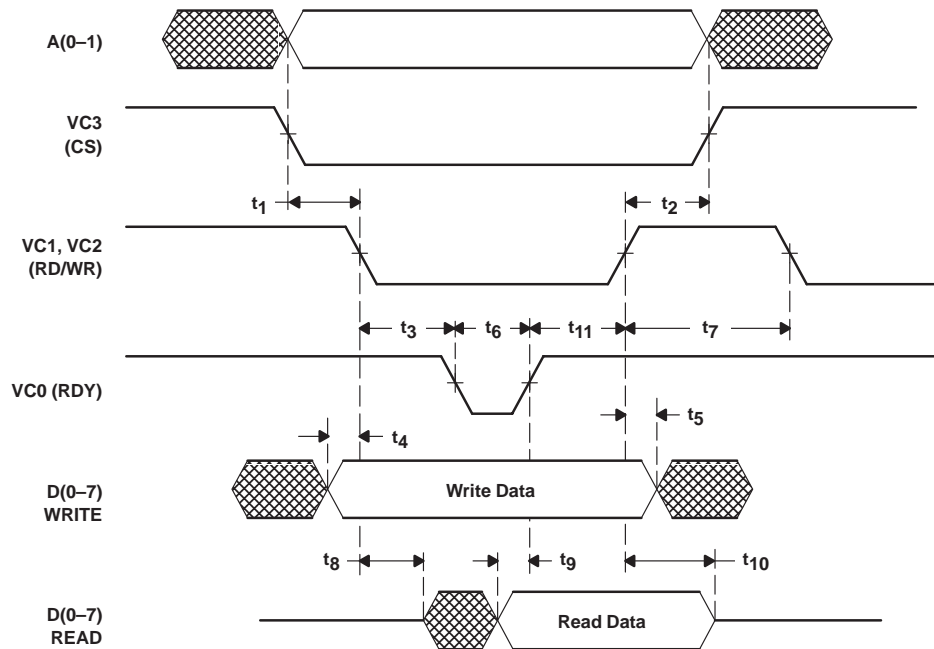 A(0–1)
VC3
(CS)
t1
t2
VC1, VC2
(RD/WR)
t3
t6
t11
t7
VC0 (RDY)
t5
t4
D(0–7)
WRITE
Write Data
t8
t9
t10
D(0–7)
READ
Read Data